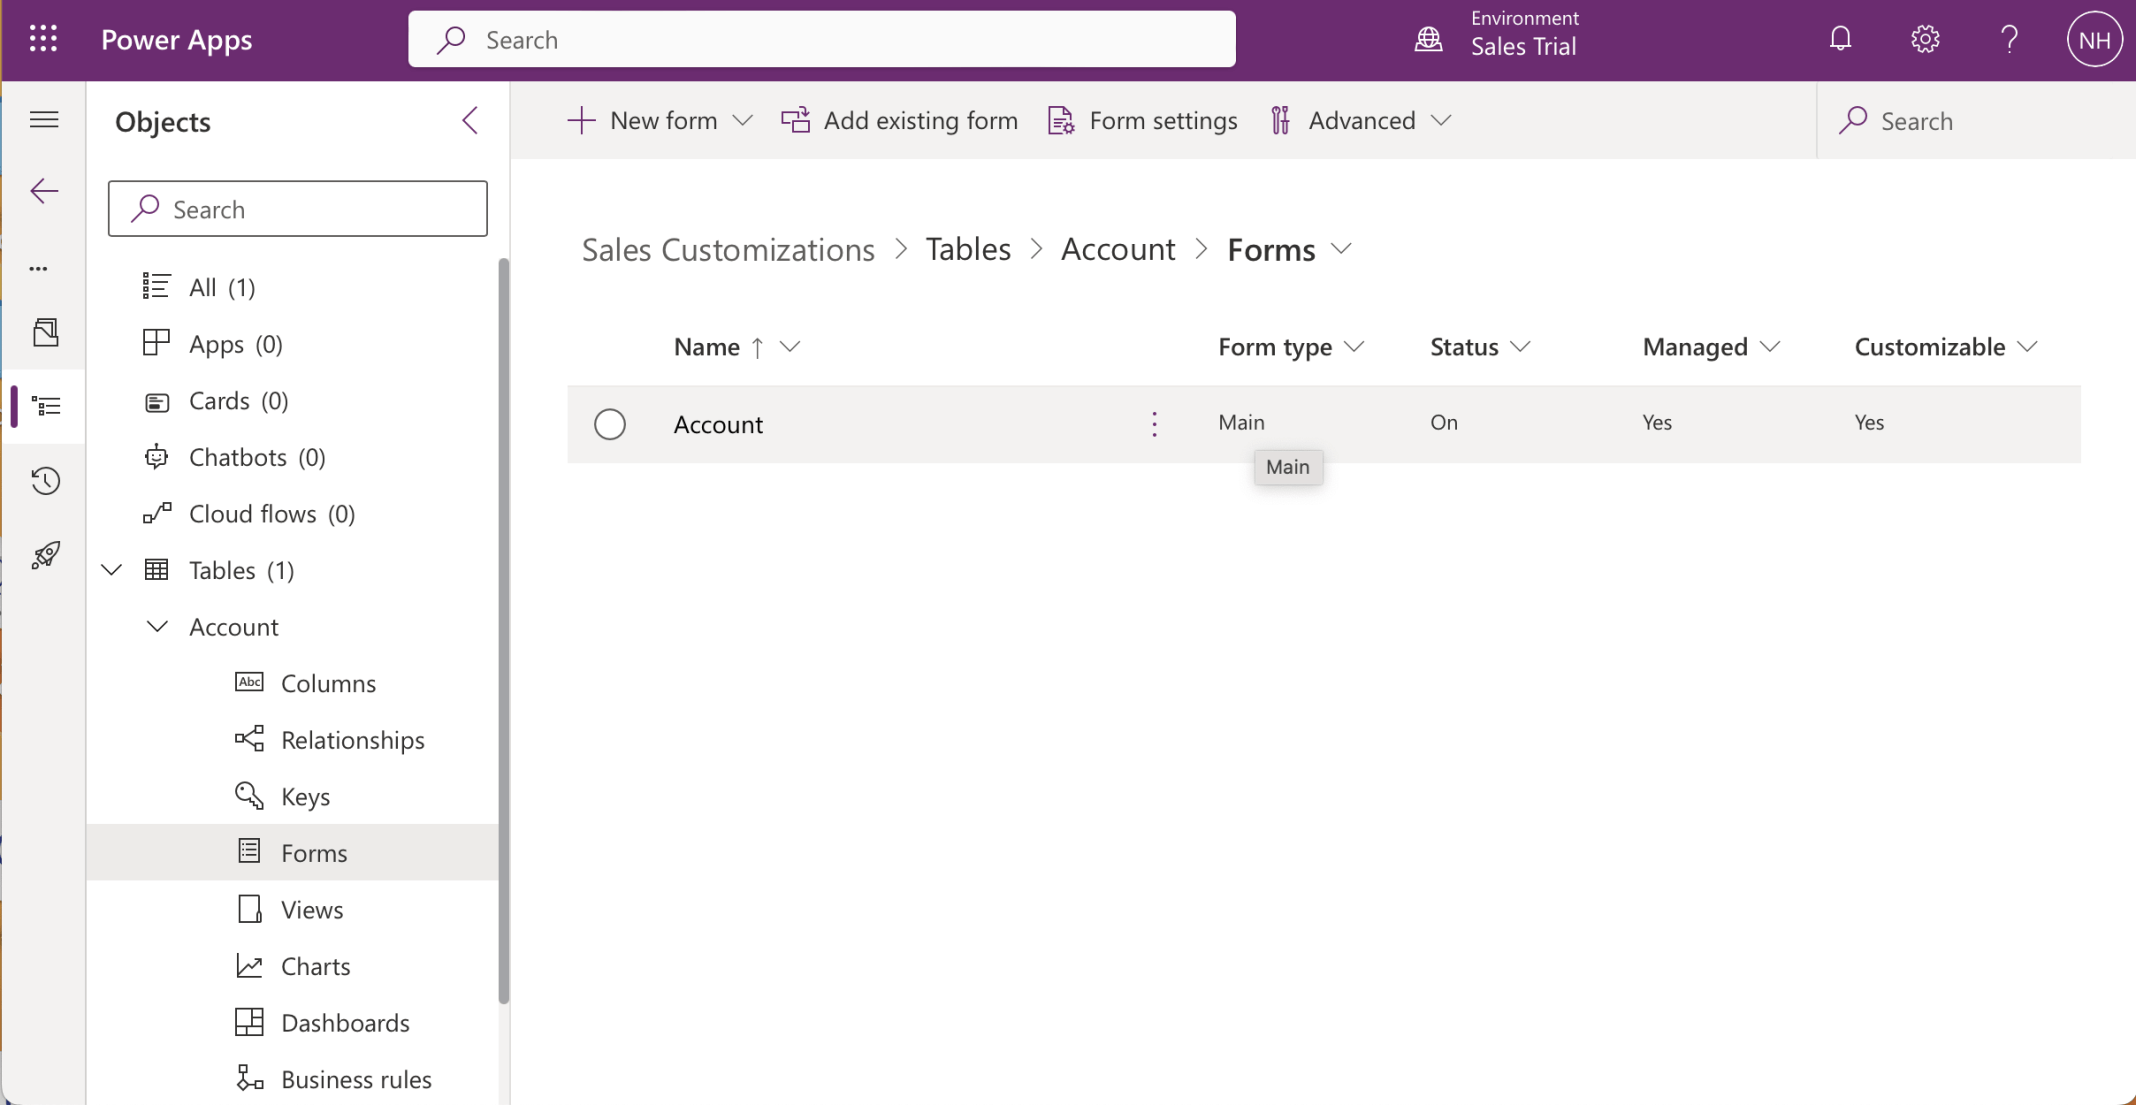 Power Apps
Search
Environment
Sales Trial
NH
Objects
New form
Add existing form
Form settings
Advanced
Search
Search
Sales Customizations > Tables > Account > Forms
All (1)
Apps (0)
Cards (0)
Chatbots (0)
Cloud flows (0)
Tables (1)
Account
Abc Columns
Relationships
Keys
Forms
Views
Charts
Dashboards
Business rules
Name ↑ Form type Status Managed Customizable
Account Main On Yes Yes
Main